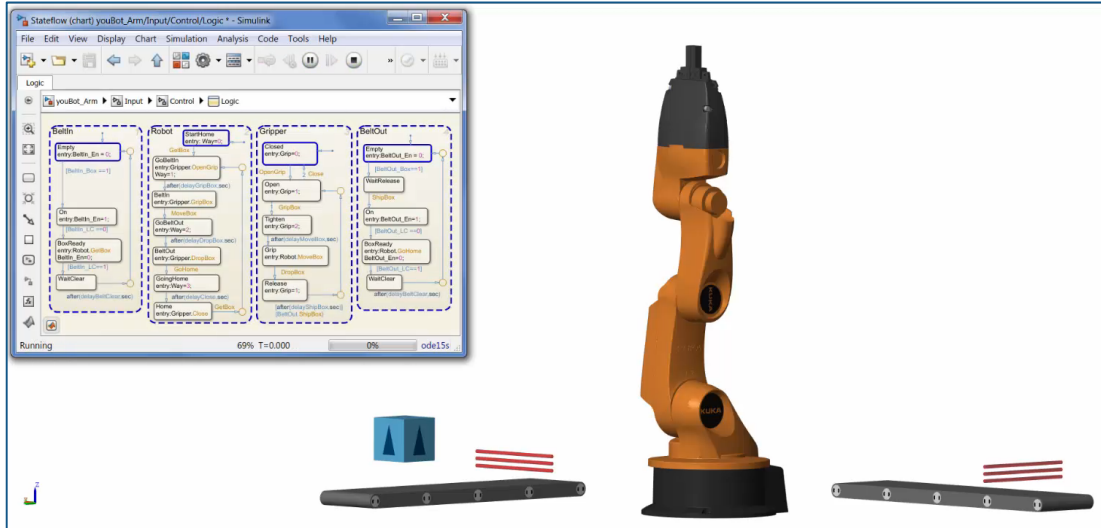 Stateflow (chart) youBot_Arm/Input/Control/Logic * - Simulink
File Edit View Display Chart Simulation Analysis Code Tools Help
Logic
youBot_Arm Input Control Logic
BeltIn
Empty
entry:BeltIn_En = 0;
[BeltIn_Box ==1]
On
entry:BeltIn_En=1;
[BeltIn_LC ==0]
BoxReady
entry:Robot.GetBox
BeltIn_En=0;
[BeltIn_LC==1]
WaitClear
after(delayBeltClear,sec)
Robot
StartHome
entry: Way=0;
GetBox
GoBeltIn
entry:Gripper.OpenGrip
Way=1;
after(delayGripBox,sec)
BeltIn
entry:Gripper.GripBox
MoveBox
GoBeltOut
entry:Way=2;
after(delayDropBox,sec)
BeltOut
entry:Gripper.DropBox
GoHome
GoingHome
entry:Way=3;
after(delayClose,sec)
Home
entry:Gripper.Close
GetBox
Gripper
Closed
entry:Grip=0;
OpenGrip
2 Close
Open
entry:Grip=1;
GripBox
Tighten
entry:Grip=2;
after(delayMoveBox,sec)
Grip
entry:Robot.MoveBox
DropBox
Release
entry:Grip=1;
[after(delayShipBox,sec)]
{BeltOut.ShipBox}
BeltOut
Empty
entry:BeltOut_En = 0;
[BeltOut_Box==1]
WaitRelease
ShipBox
On
entry:BeltOut_En=1;
[BeltOut_LC ==0]
BoxReady
entry:Robot.GoHome
BeltOut_En=0;
[BeltOut_LC==1]
WaitClear
after(delayBeltClear,sec)
Running 69% T=0.000 0% ode15s
KUKA
z